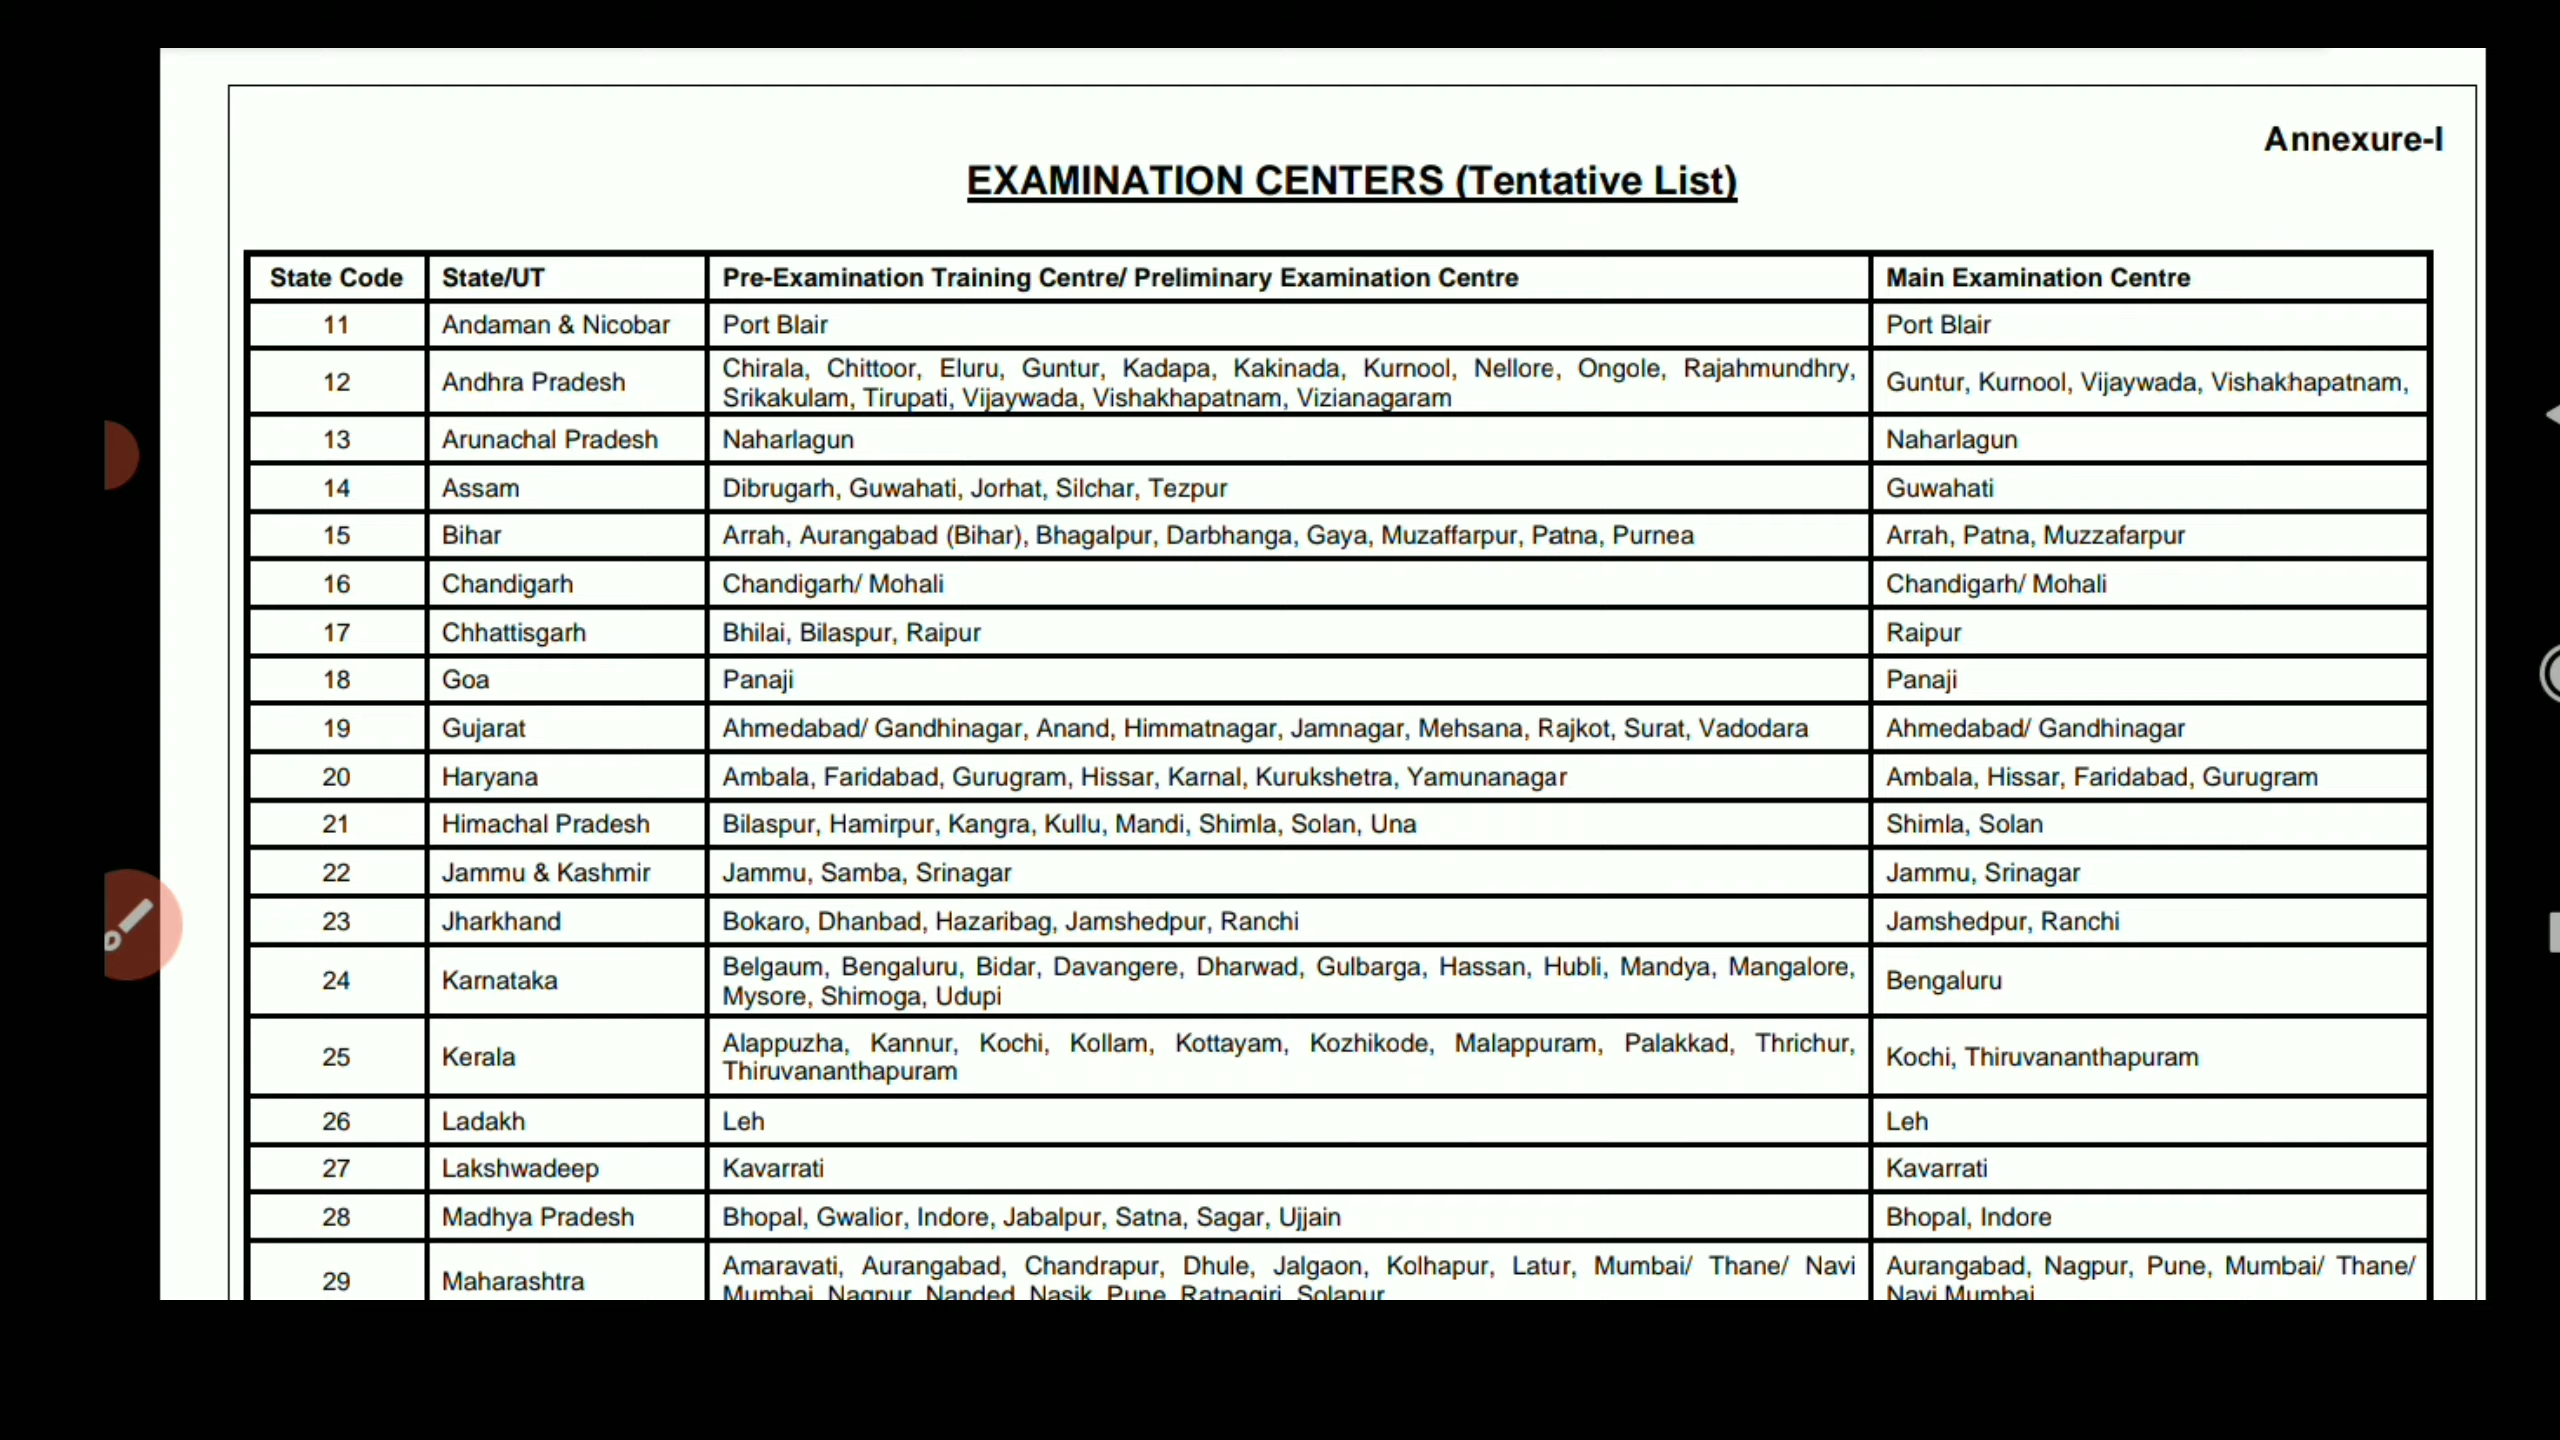 Annexure-I
EXAMINATION CENTERS (Tentative List)
State Code State/UT Pre-Examination Training Centre/ Preliminary Examination Centre Main Examination Centre
11 Andaman & Nicobar Port Blair Port Blair
12 Andhra Pradesh Chirala, Chittoor, Eluru, Guntur, Kadapa, Kakinada, Kurnool, Nellore, Ongole, Rajahmundhry,
Srikakulam, Tirupati, Vijaywada, Vishakhapatnam, Vizianagaram Guntur, Kurnool, Vijaywada, Vishakhapatnam,
13 Arunachal Pradesh Naharlagun Naharlagun
14 Assam Dibrugarh, Guwahati, Jorhat, Silchar, Tezpur Guwahati
15 Bihar Arrah, Aurangabad (Bihar), Bhagalpur, Darbhanga, Gaya, Muzaffarpur, Patna, Purnea Arrah, Patna, Muzzafarpur
16 Chandigarh Chandigarh/ Mohali Chandigarh/ Mohali
17 Chhattisgarh Bhilai, Bilaspur, Raipur Raipur
18 Goa Panaji Panaji
19 Gujarat Ahmedabad/ Gandhinagar, Anand, Himmatnagar, Jamnagar, Mehsana, Rajkot, Surat, Vadodara Ahmedabad/ Gandhinagar
20 Haryana Ambala, Faridabad, Gurugram, Hissar, Karnal, Kurukshetra, Yamunanagar Ambala, Hissar, Faridabad, Gurugram
21 Himachal Pradesh Bilaspur, Hamirpur, Kangra, Kullu, Mandi, Shimla, Solan, Una Shimla, Solan
22 Jammu & Kashmir Jammu, Samba, Srinagar Jammu, Srinagar
23 Jharkhand Bokaro, Dhanbad, Hazaribag, Jamshedpur, Ranchi Jamshedpur, Ranchi
24 Karnataka Belgaum, Bengaluru, Bidar, Davangere, Dharwad, Gulbarga, Hassan, Hubli, Mandya, Mangalore,
Mysore, Shimoga, Udupi Bengaluru
25 Kerala Alappuzha, Kannur, Kochi, Kollam, Kottayam, Kozhikode, Malappuram, Palakkad, Thrichur,
Thiruvananthapuram Kochi, Thiruvananthapuram
26 Ladakh Leh Leh
27 Lakshwadeep Kavarrati Kavarrati
28 Madhya Pradesh Bhopal, Gwalior, Indore, Jabalpur, Satna, Sagar, Ujjain Bhopal, Indore
29 Maharashtra Amaravati, Aurangabad, Chandrapur, Dhule, Jalgaon, Kolhapur, Latur, Mumbai/ Thane/ Navi Aurangabad, Nagpur, Pune, Mumbai/ Thane/
Mumbai, Nagpur, Nanded, Nasik, Pune, Ratnagiri, Solapur Navi Mumbai